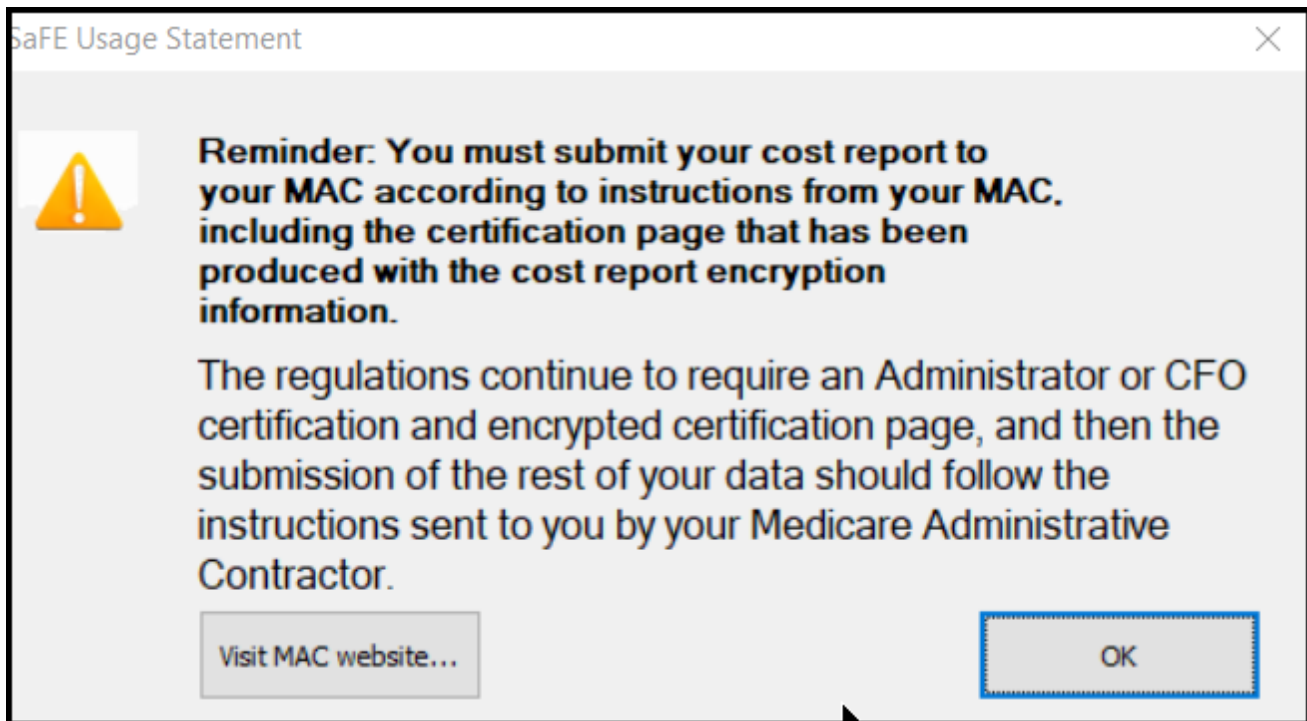 SaFE Usage Statement
Reminder: You must submit your cost report to
your MAC according to instructions from your MAC,
including the certification page that has been
produced with the cost report encryption
information.
The regulations continue to require an Administrator or CFO
certification and encrypted certification page, and then the
submission of the rest of your data should follow the
instructions sent to you by your Medicare Administrative
Contractor.
Visit MAC website...
OK